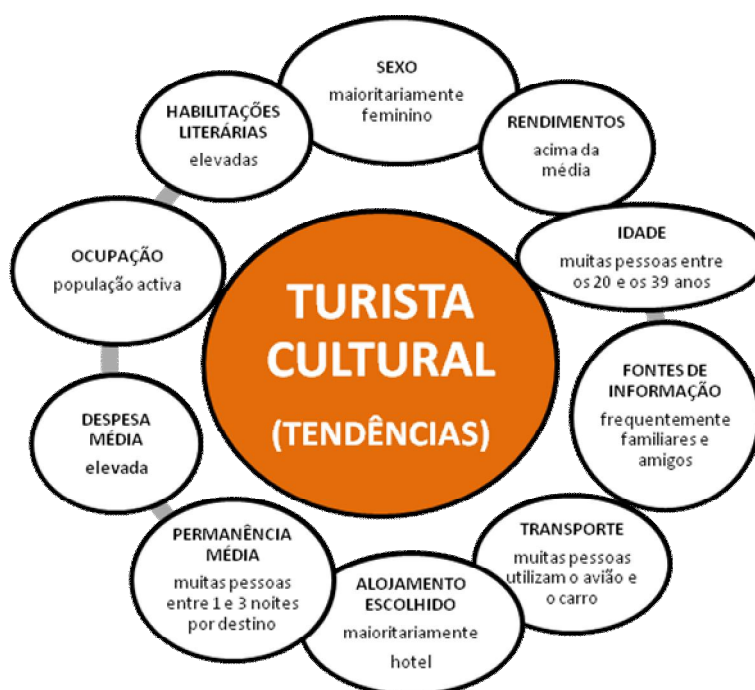 SEXO
maioritariamente
feminino
RENDIMENTOS
acima da
média
IDADE
muitas pessoas entre
os 20 e os 39 anos
FONTES DE
INFORMAÇÃO
frequentemente
familiares e
amigos
TRANSPORTE
muitas pessoas
utilizam o avião e
o carro
ALOJAMENTO
ESCOLHIDO
maioritariamente
hotel
PERMANÊNCIA
MÉDIA
muitas pessoas
entre 1 e 3 noites
por destino
DESPESA
MÉDIA
elevada
OCUPAÇÃO
população activa
HABILITAÇÕES
LITERÁRIAS
elevadas
TURISTA
CULTURAL
(TENDÊNCIAS)